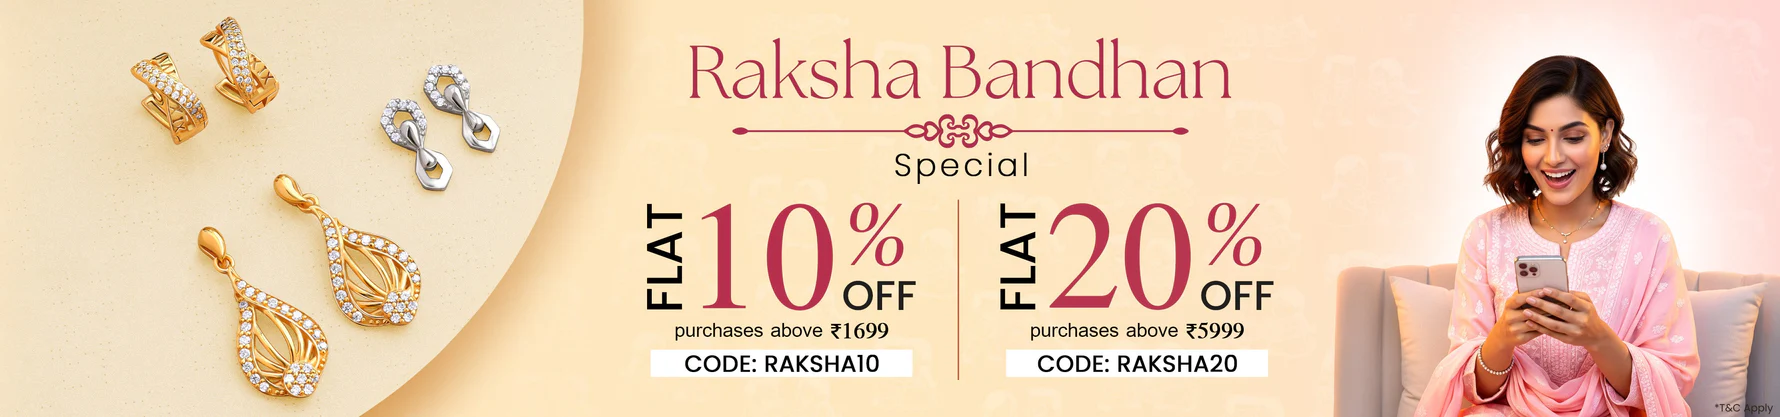 Raksha Bandhan
Special
FLAT 10% OFF
purchases above ₹1699
CODE: RAKSHA10
FLAT 20% OFF
purchases above ₹5999
CODE: RAKSHA20
*T&C Apply